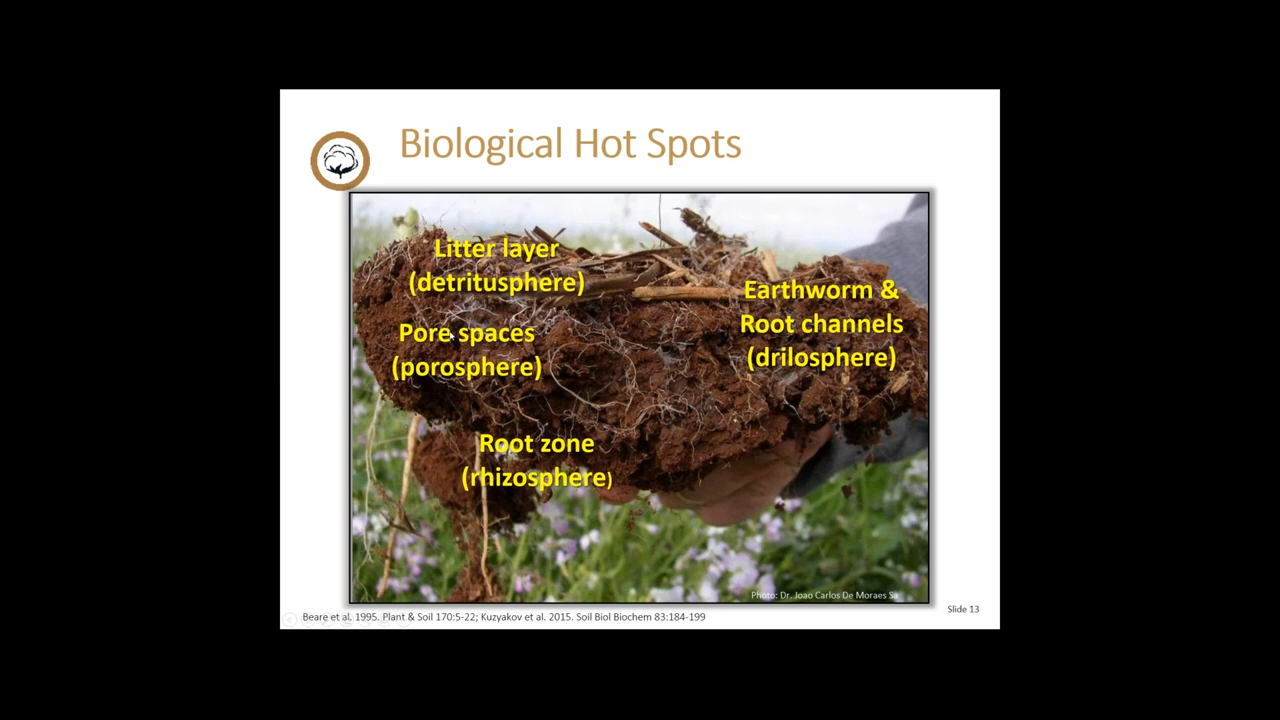 Biological Hot Spots
Litter layer
(detritusphere)
Earthworm &
Root channels
(drilosphere)
Pore spaces
(porosphere)
Root zone
(rhizosphere)
Photo: Dr. Joao Carlos De Moraes Sa
Slide 13
Beare et al. 1995. Plant & Soil 170:5-22; Kuzyakov et al. 2015. Soil Biol Biochem 83:184-199